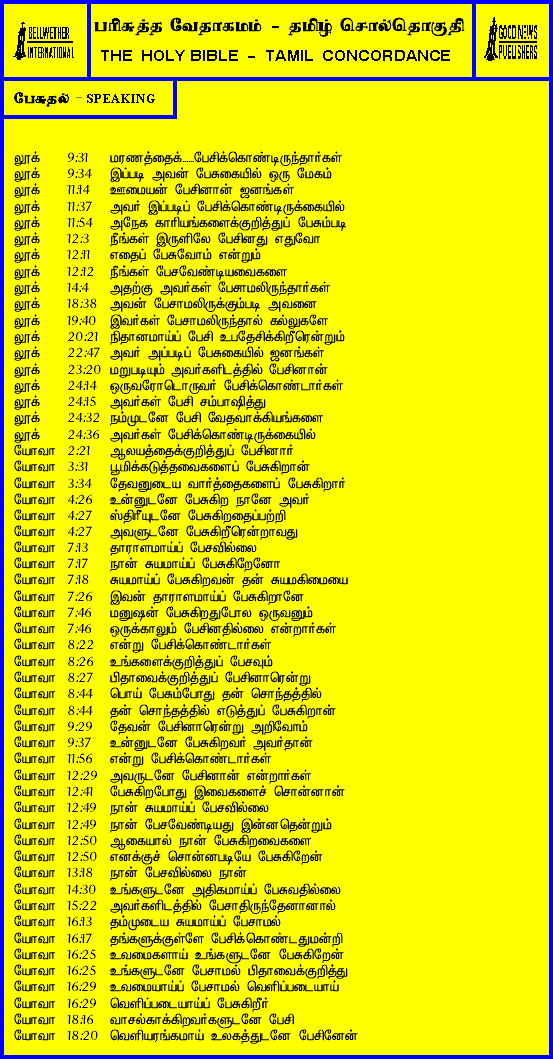 BELLWETHER
INTERNATIONAL
பரிசுத்த வேதாகமம் - தமிழ் சொல்தொகுதி
THE HOLY BIBLE - TAMIL CONCORDANCE
GOOD NEWS
PUBLISHERS
பேசுதல் - SPEAKING
லூக் 9:31 மரணத்தைக்.....பேசிக்கொண்டிருந்தார்கள்
லூக் 9:34 இப்படி அவன் பேசுகையில் ஒரு மேகம்
லூக் 11:14 ஊமையன் பேசினான் ஜனங்கள்
லூக் 11:37 அவர் இப்படிப் பேசிக்கொண்டிருக்கையில்
லூக் 11:54 அநேக காரியங்களைக்குறித்துப் பேசும்படி
லூக் 12:3 நீங்கள் இருளிலே பேசினது எதுவோ
லூக் 12:11 எதைப் பேசுவோம் என்றும்
லூக் 12:12 நீங்கள் பேசவேண்டியவைகளை
லூக் 14:4 அதற்கு அவர்கள் பேசாமலிருந்தார்கள்
லூக் 18:38 அவன் பேசாமலிருக்கும்படி அவனை
லூக் 19:40 இவர்கள் பேசாமலிருந்தால் கல்லுகளே
லூக் 20:21 நிதானமாய்ப் பேசி உபதேசிக்கிறீரென்றும்
லூக் 22:47 அவர் அப்படிப் பேசுகையில் ஜனங்கள்
லூக் 23:20 மறுபடியும் அவர்களிடத்தில் பேசினான்
லூக் 24:14 ஒருவரோடொருவர் பேசிக்கொண்டார்கள்
லூக் 24:15 அவர்கள் பேசி சம்பாஷித்து
லூக் 24:32 நம்முடனே பேசி வேதவாக்கியங்களை
லூக் 24:36 அவர்கள் பேசிக்கொண்டிருக்கையில்
யோவா 2:21 ஆலயத்தைக்குறித்துப் பேசினார்
யோவா 3:31 பூமிக்கடுத்தவைகளைப் பேசுகிறான்
யோவா 3:34 தேவனுடைய வார்த்தைகளைப் பேசுகிறார்
யோவா 4:26 உன்னுடனே பேசுகிற நானே அவர்
யோவா 4:27 ஸ்திரீயுடனே பேசுகிறதைப்பற்றி
யோவா 4:27 அவளுடனே பேசுகிறீரென்றாவது
யோவா 7:13 தாராளமாய்ப் பேசவில்லை
யோவா 7:17 நான் சுயமாய்ப் பேசுகிறேனோ
யோவா 7:18 சுயமாய்ப் பேசுகிறவன் தன் சுயமகிமையை
யோவா 7:26 இவன் தாராளமாய்ப் பேசுகிறானே
யோவா 7:46 மனுஷன் பேசுகிறதுபோல ஒருவனும்
யோவா 7:46 ஒருக்காலும் பேசினதில்லை என்றார்கள்
யோவா 8:22 என்று பேசிக்கொண்டார்கள்
யோவா 8:26 உங்களைக்குறித்துப் பேசவும்
யோவா 8:27 பிதாவைக்குறித்துப் பேசினாரென்று
யோவா 8:44 பொய் பேசும்போது தன் சொந்தத்தில்
யோவா 8:44 தன் சொந்தத்தில் எடுத்துப் பேசுகிறான்
யோவா 9:29 தேவன் பேசினாரென்று அறிவோம்
யோவா 9:37 உன்னுடனே பேசுகிறவர் அவர்தான்
யோவா 11:56 என்று பேசிக்கொண்டார்கள்
யோவா 12:29 அவருடனே பேசினான் என்றார்கள்
யோவா 12:41 பேசுகிறபோது இவைகளைச் சொன்னான்
யோவா 12:49 நான் சுயமாய்ப் பேசவில்லை
யோவா 12:49 நான் பேசவேண்டியது இன்னதென்றும்
யோவா 12:50 ஆகையால் நான் பேசுகிறவைகளை
யோவா 12:50 எனக்குச் சொன்னபடியே பேசுகிறேன்
யோவா 13:18 நான் பேசவில்லை நான்
யோவா 14:30 உங்களுடனே அதிகமாய்ப் பேசுவதில்லை
யோவா 15:22 அவர்களிடத்தில் பேசாதிருந்தேனானால்
யோவா 16:13 தம்முடைய சுயமாய்ப் பேசாமல்
யோவா 16:17 தங்களுக்குள்ளே பேசிக்கொண்டதுமன்றி
யோவா 16:25 உவமைகளாய் உங்களுடனே பேசுகிறேன்
யோவா 16:25 உங்களுடனே பேசாமல் பிதாவைக்குறித்து
யோவா 16:29 உவமையாய்ப் பேசாமல் வெளிப்படையாய்
யோவா 16:29 வெளிப்படையாய்ப் பேசுகிறீர்
யோவா 18:16 வாசல்காக்கிறவர்களுடனே பேசி
யோவா 18:20 வெளியரங்கமாய் உலகத்துடனே பேசினேன்